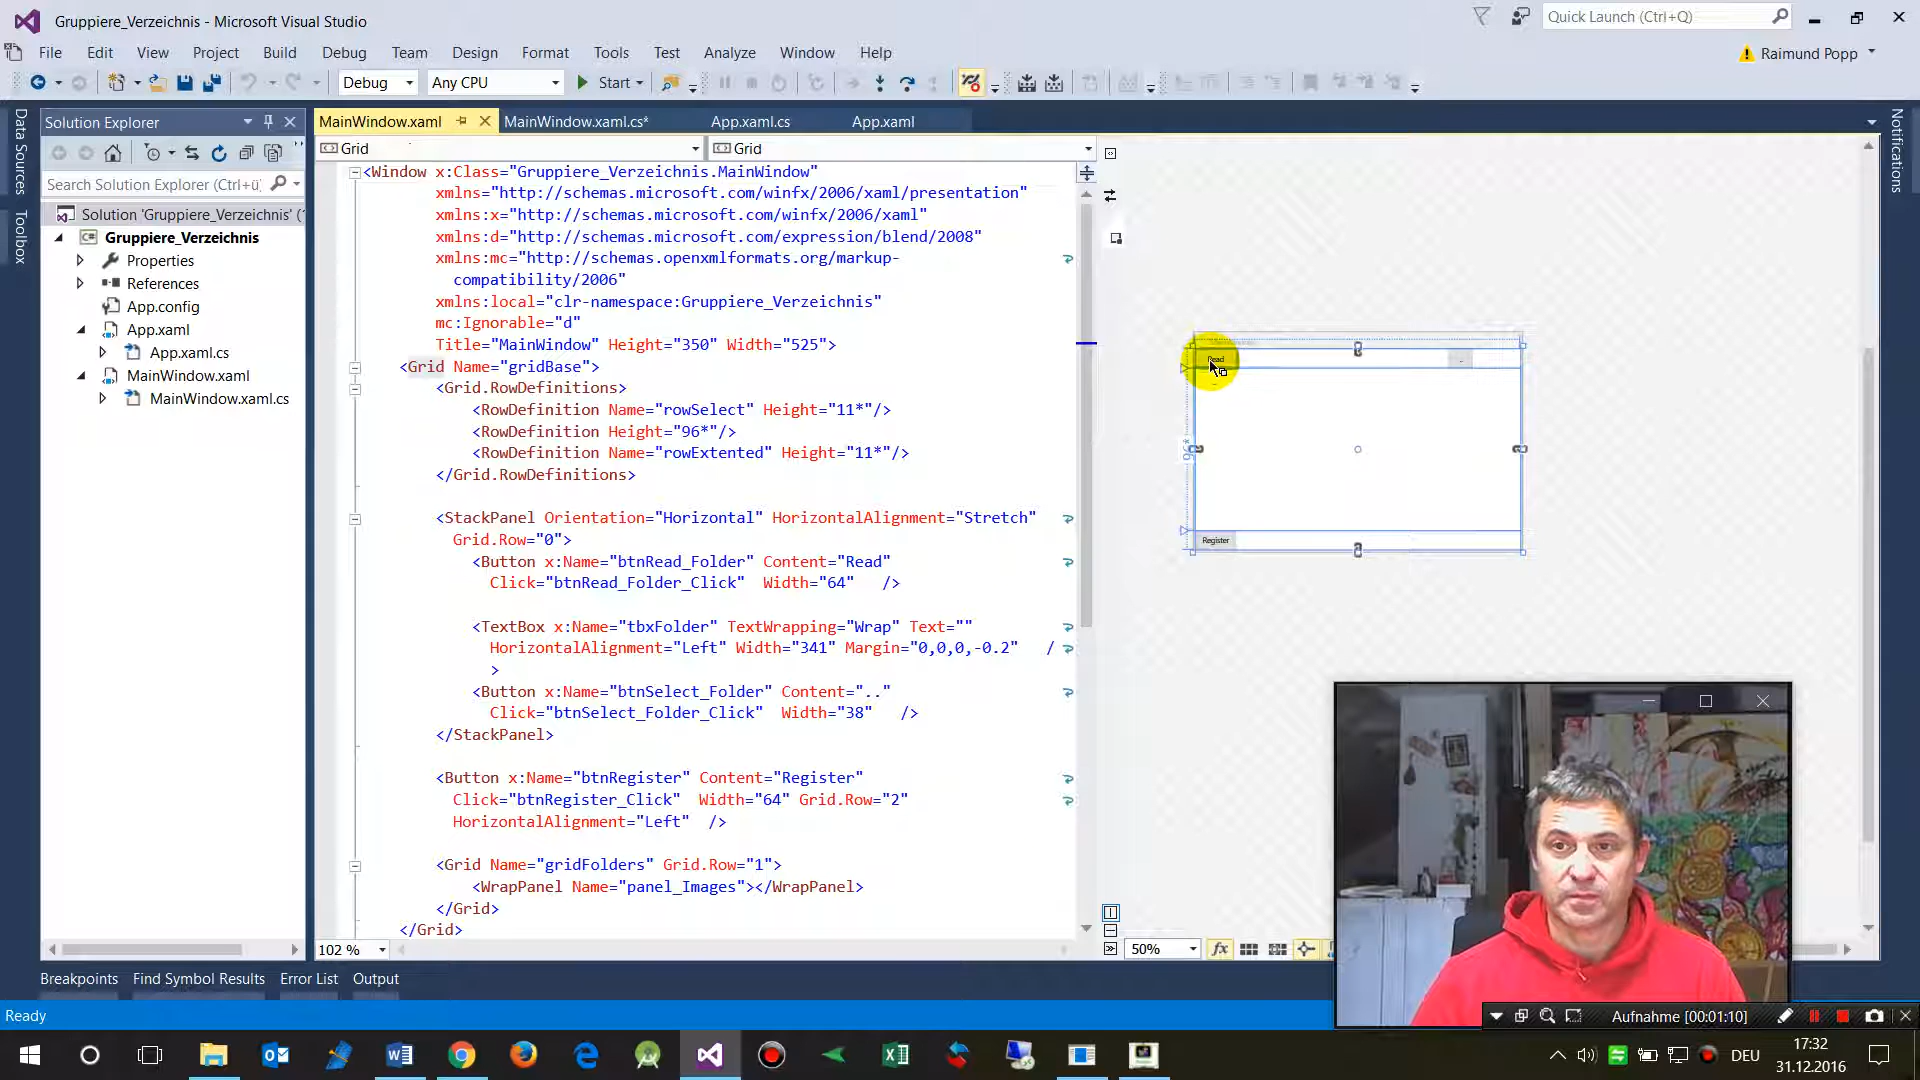 Gruppiere_Verzeichnis - Microsoft Visual Studio
Quick Launch (Ctrl+Q)
File Edit View Project Build Debug Team Design Format Tools Test Analyze Window Help
Raimund Popp
Debug Any CPU Start
Data Sources
Toolbox
Notifications
Solution Explorer
Search Solution Explorer (Ctrl+ü)
Solution 'Gruppiere_Verzeichnis' (
Gruppiere_Verzeichnis
Properties
References
App.config
App.xaml
App.xaml.cs
MainWindow.xaml
MainWindow.xaml.cs
MainWindow.xaml MainWindow.xaml.cs* App.xaml.cs App.xaml
Grid Grid
<Window x:Class="Gruppiere_Verzeichnis.MainWindow"
xmlns="http://schemas.microsoft.com/winfx/2006/xaml/presentation"
xmlns:x="http://schemas.microsoft.com/winfx/2006/xaml"
xmlns:d="http://schemas.microsoft.com/expression/blend/2008"
xmlns:mc="http://schemas.openxmlformats.org/markup-
compatibility/2006"
xmlns:local="clr-namespace:Gruppiere_Verzeichnis"
mc:Ignorable="d"
Title="MainWindow" Height="350" Width="525">
<Grid Name="gridBase">
<Grid.RowDefinitions>
<RowDefinition Name="rowSelect" Height="11*"/>
<RowDefinition Height="96*"/>
<RowDefinition Name="rowExtented" Height="11*"/>
</Grid.RowDefinitions>
<StackPanel Orientation="Horizontal" HorizontalAlignment="Stretch"
Grid.Row="0">
<Button x:Name="btnRead_Folder" Content="Read"
Click="btnRead_Folder_Click" Width="64" />
<TextBox x:Name="tbxFolder" TextWrapping="Wrap" Text=""
HorizontalAlignment="Left" Width="341" Margin="0,0,0,-0.2" /
>
<Button x:Name="btnSelect_Folder" Content=".."
Click="btnSelect_Folder_Click" Width="38" />
</StackPanel>
<Button x:Name="btnRegister" Content="Register"
Click="btnRegister_Click" Width="64" Grid.Row="2"
HorizontalAlignment="Left" />
<Grid Name="gridFolders" Grid.Row="1">
<WrapPanel Name="panel_Images"></WrapPanel>
</Grid>
</Grid>
102 %
Read
96*
Register
50%
fx
Breakpoints Find Symbol Results Error List Output
Ready
Aufnahme [00:01:10]
DEU
17:32
31.12.2016